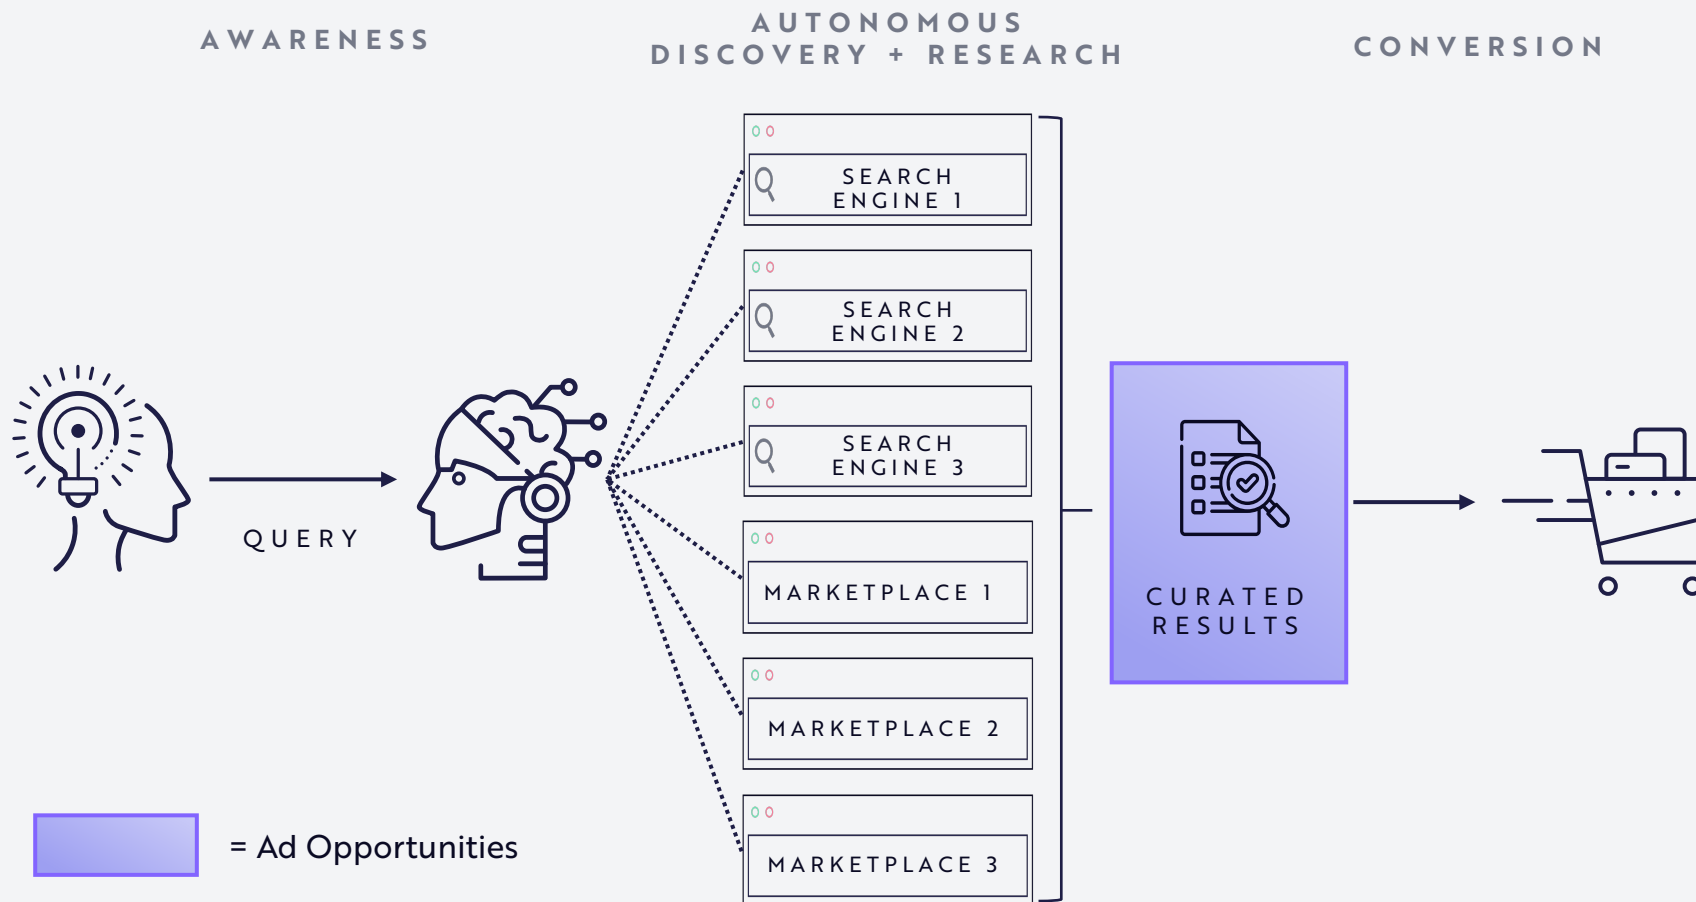 AWARENESS
AUTONOMOUS
DISCOVERY + RESEARCH
CONVERSION
SEARCH
ENGINE 1
SEARCH
ENGINE 2
SEARCH
ENGINE 3
MARKETPLACE 1
MARKETPLACE 2
MARKETPLACE 3
QUERY
CURATED
RESULTS
= Ad Opportunities